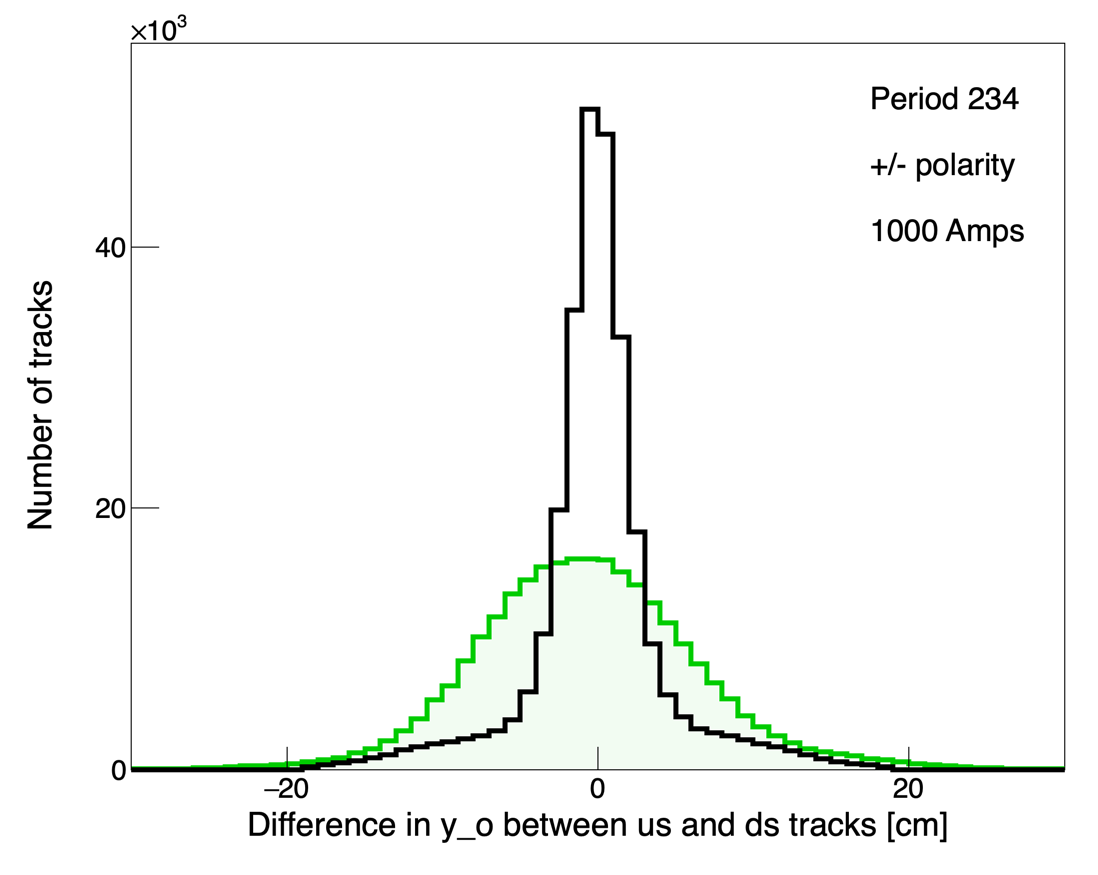 ×10³
Period 234
+/- polarity
1000 Amps
40
20
0
Number of tracks
−20 0 20
Difference in y_o between us and ds tracks [cm]